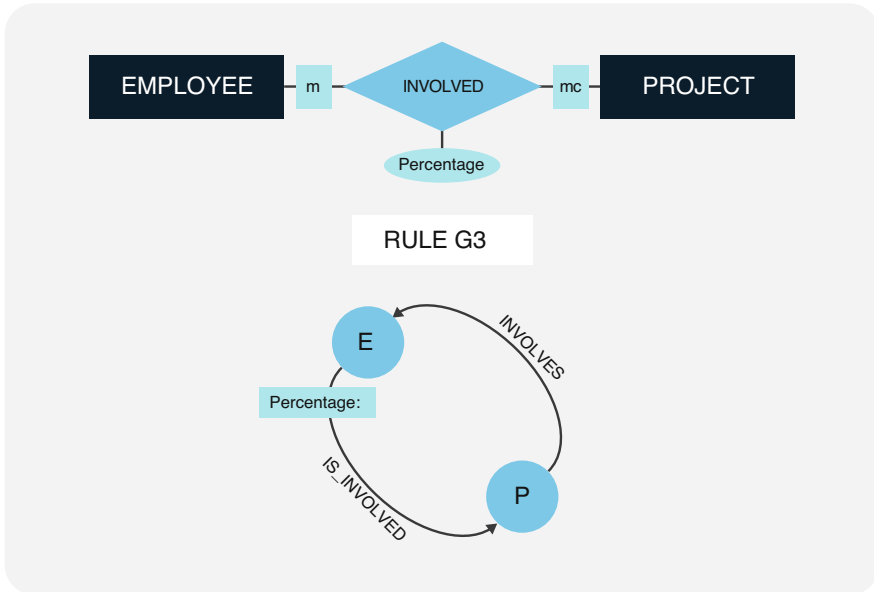 EMPLOYEE m INVOLVED mc PROJECT
Percentage
RULE G3
INVOLVES
E
Percentage:
IS_INVOLVED
P